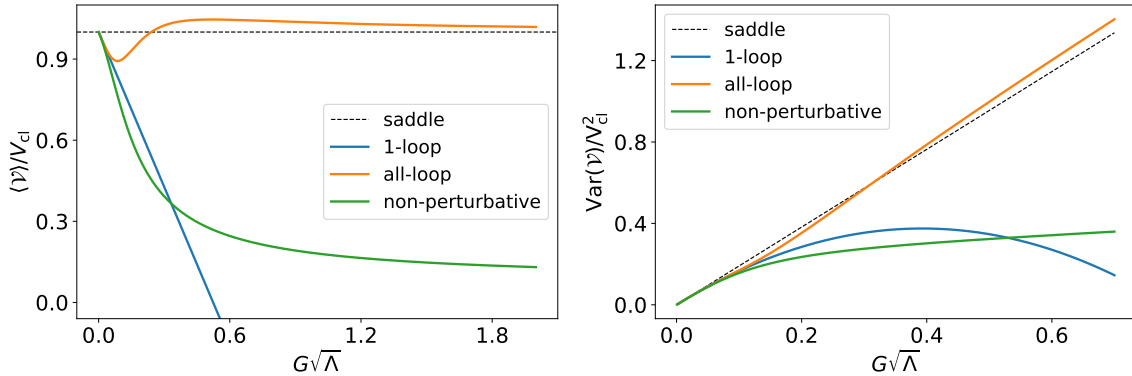 ⟨𝒱⟩/V_cl
0.9
0.6
0.3
0.0
saddle
1-loop
all-loop
non-perturbative
0.0
0.6
1.2
1.8
G√Λ
Var(𝒱)/V²_cl
1.2
0.8
0.4
0.0
saddle
1-loop
all-loop
non-perturbative
0.0
0.2
0.4
0.6
G√Λ